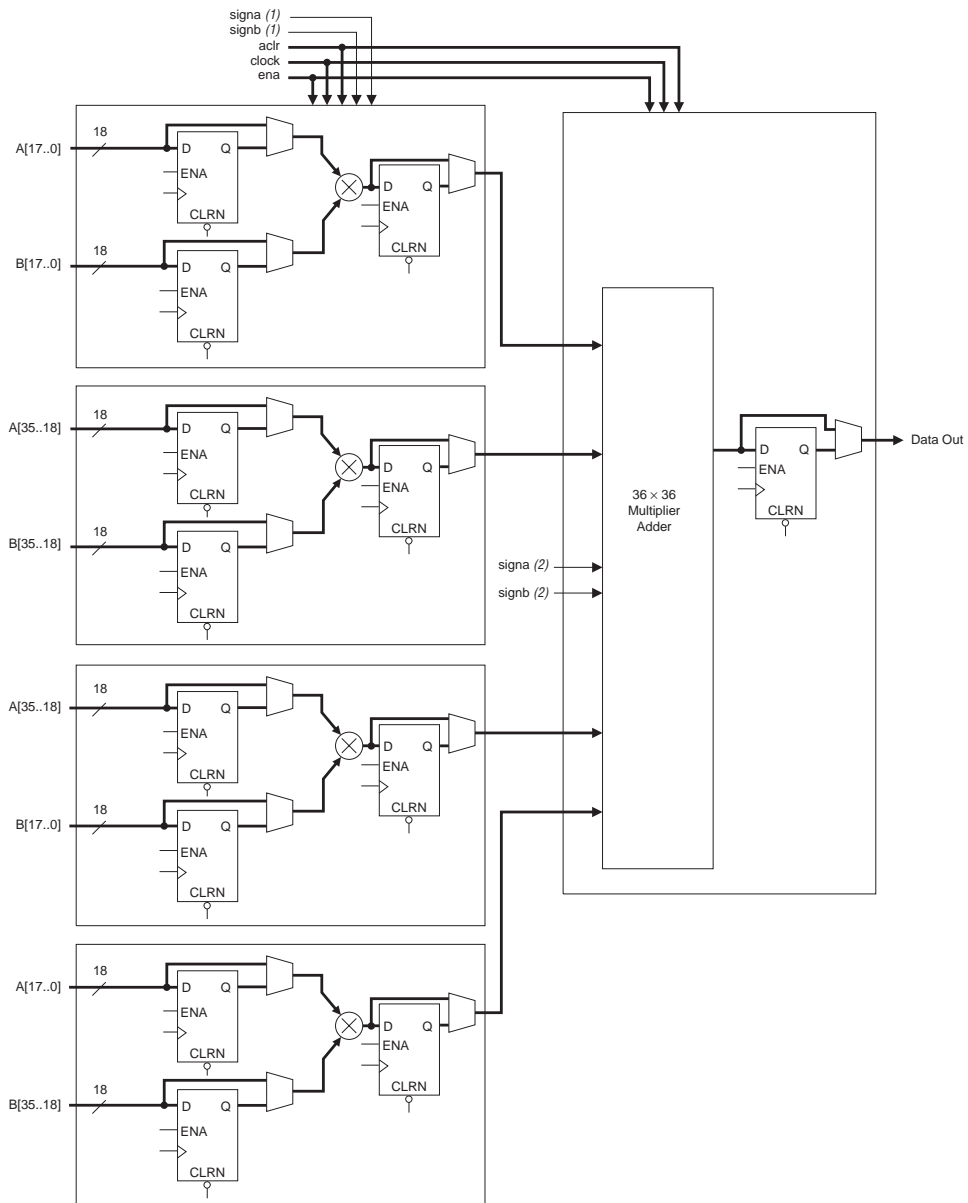 signa (1)
signb (1)
aclr
clock
ena
A[17..0]
18
D Q
ENA
CLRN
B[17..0]
18
D Q
ENA
CLRN
D Q
ENA
CLRN
A[35..18]
18
D Q
ENA
CLRN
B[35..18]
18
D Q
ENA
CLRN
D Q
ENA
CLRN
A[35..18]
18
D Q
ENA
CLRN
B[17..0]
18
D Q
ENA
CLRN
D Q
ENA
CLRN
A[17..0]
18
D Q
ENA
CLRN
B[35..18]
18
D Q
ENA
CLRN
D Q
ENA
CLRN
36 × 36
Multiplier
Adder
signa (2)
signb (2)
D Q
ENA
CLRN
Data Out